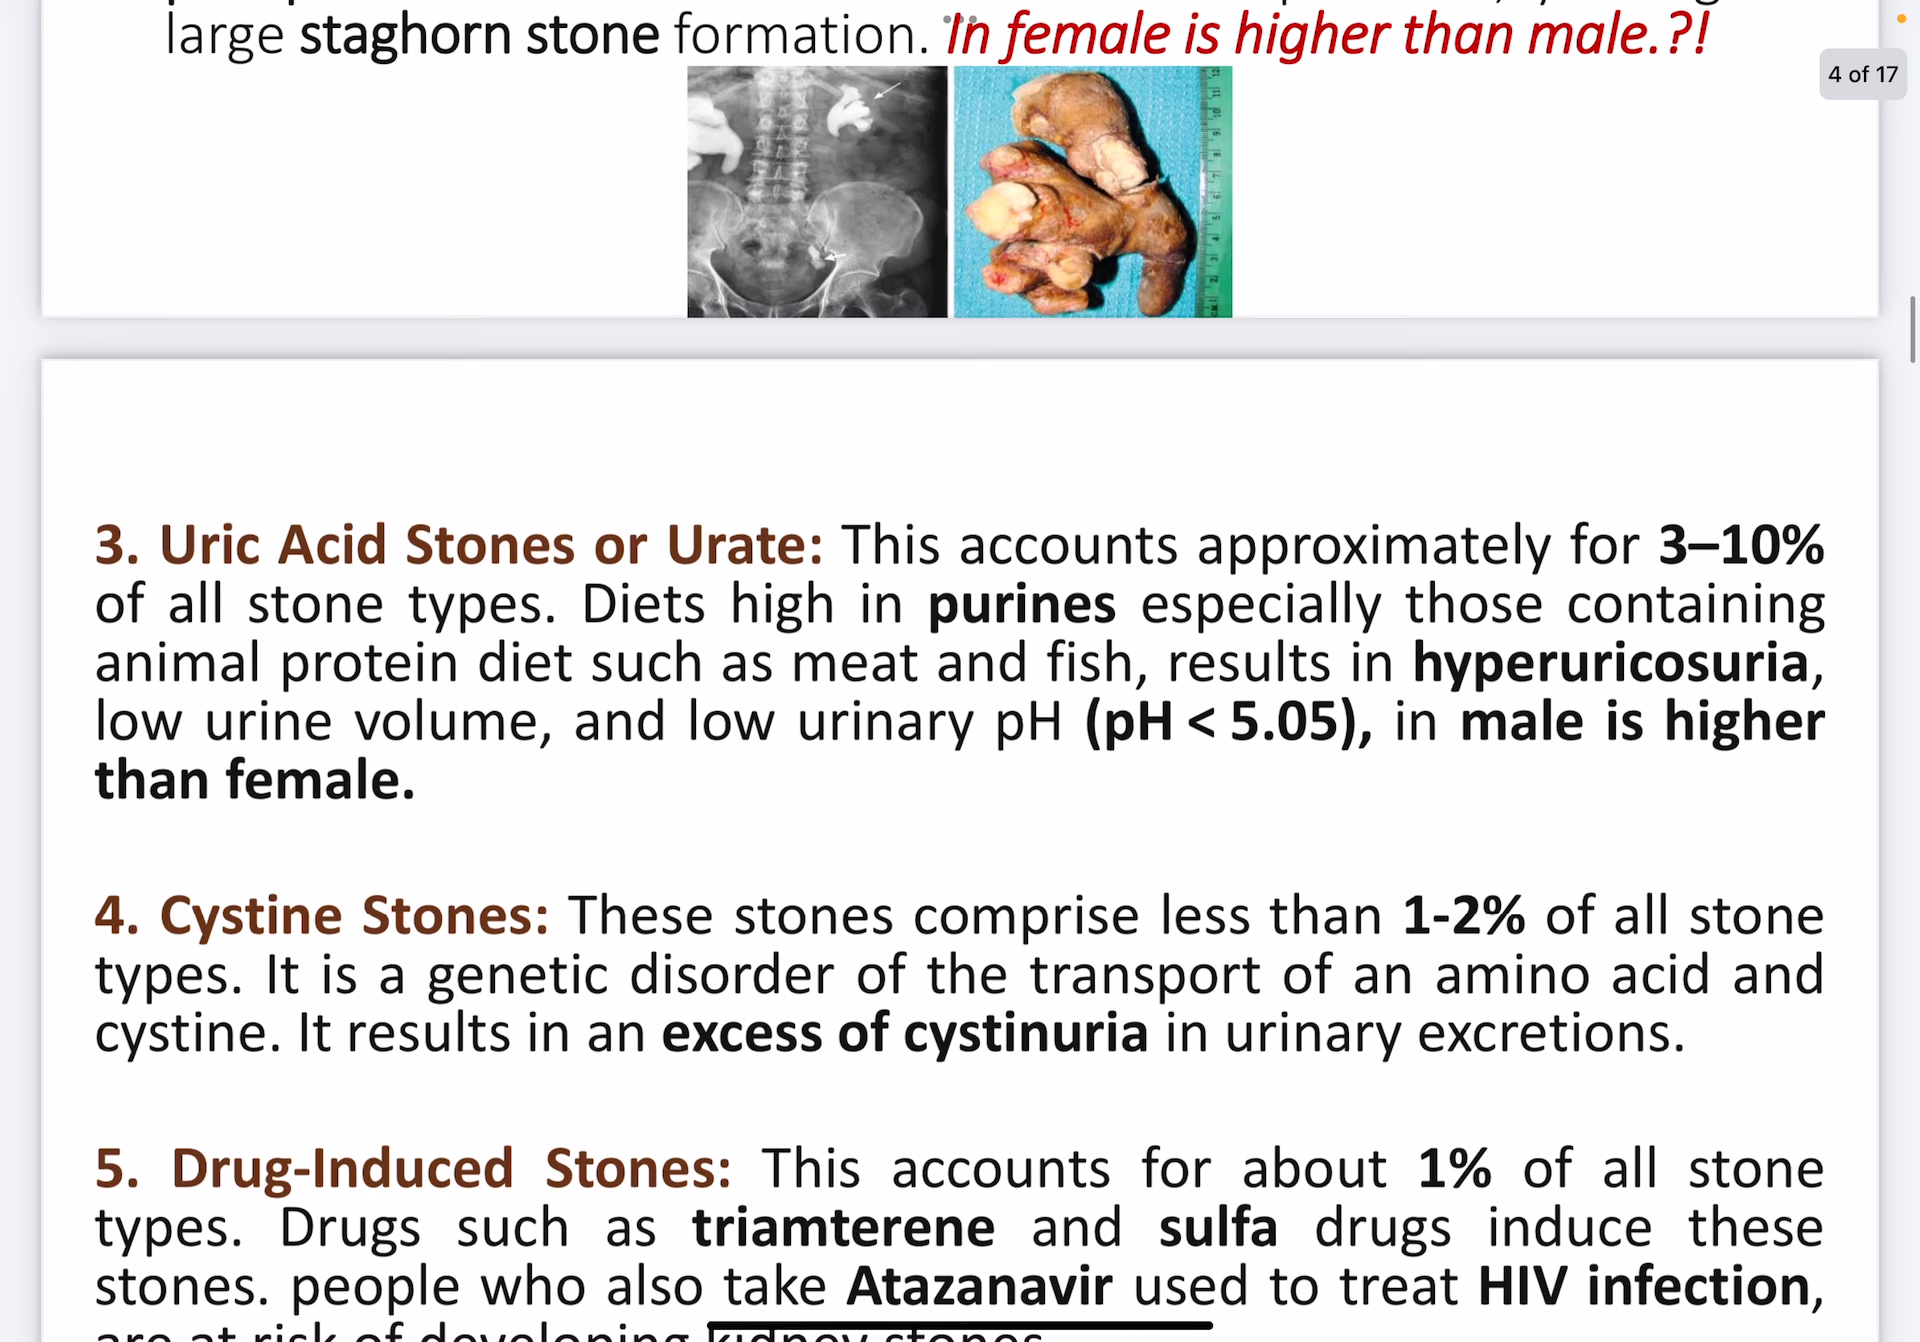 large staghorn stone formation. In female is higher than male.?!
4 of 17
3. Uric Acid Stones or Urate: This accounts approximately for 3–10%
of all stone types. Diets high in purines especially those containing
animal protein diet such as meat and fish, results in hyperuricosuria,
low urine volume, and low urinary pH (pH < 5.05), in male is higher
than female.
4. Cystine Stones: These stones comprise less than 1-2% of all stone
types. It is a genetic disorder of the transport of an amino acid and
cystine. It results in an excess of cystinuria in urinary excretions.
5. Drug-Induced Stones: This accounts for about 1% of all stone
types. Drugs such as triamterene and sulfa drugs induce these
stones. people who also take Atazanavir used to treat HIV infection,
are at risk of developing kidney stones.